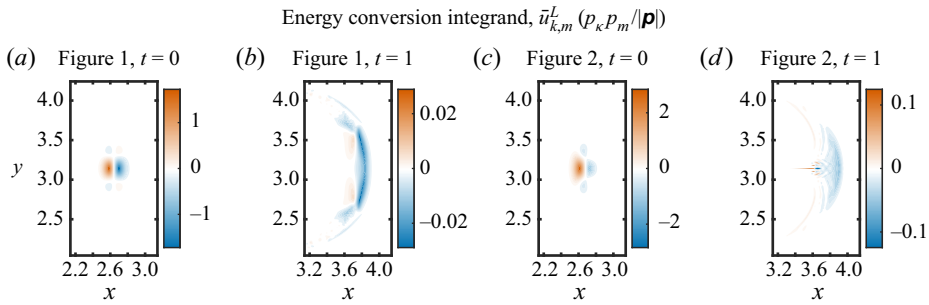 Energy conversion integrand, ū^L_{k,m} (p_κ p_m/|p|)
(a) Figure 1, t = 0 (b) Figure 1, t = 1 (c) Figure 2, t = 0 (d) Figure 2, t = 1
4.0 1 4.0 0.02 4.0 2 4.0 0.1
3.5 3.5 3.5 3.5
y 3.0 0 3.0 0 3.0 0 3.0 0
2.5 –1 2.5 –0.02 2.5 –2 2.5 –0.1
2.2 2.6 3.0 3.2 3.6 4.0 2.2 2.6 3.0 3.2 3.6 4.0
x x x x